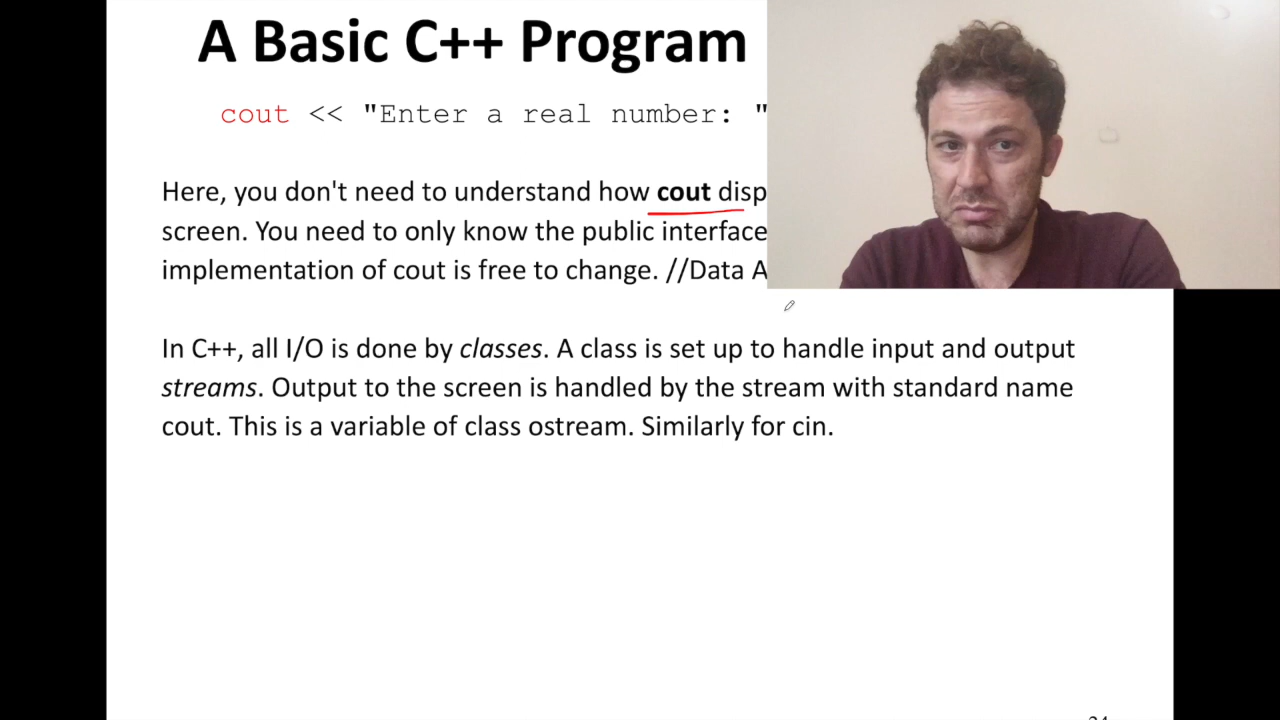 A Basic C++ Program
cout << "Enter a real number: "
Here, you don't need to understand how cout disp
screen. You need to only know the public interface
implementation of cout is free to change. //Data A
In C++, all I/O is done by classes. A class is set up to handle input and output
streams. Output to the screen is handled by the stream with standard name
cout. This is a variable of class ostream. Similarly for cin.